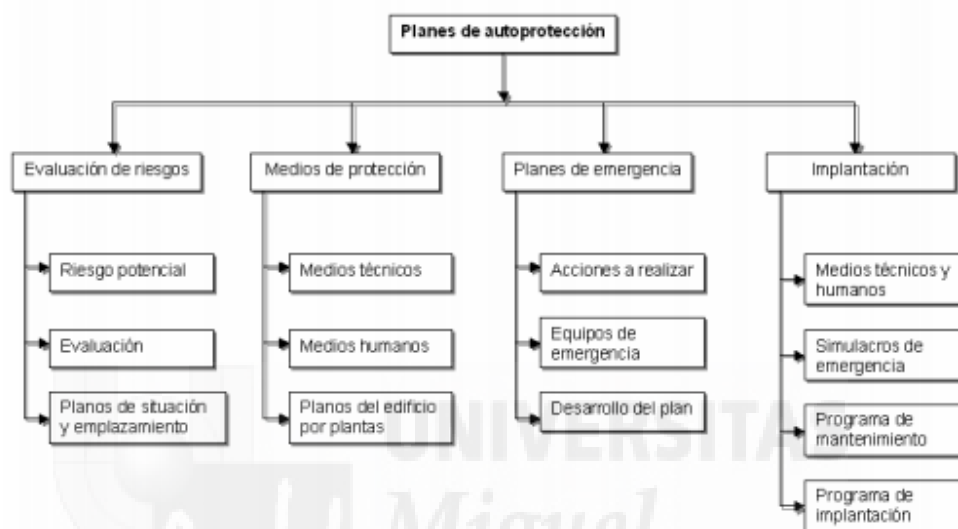 Planes de autoprotección
Evaluación de riesgos
Medios de protección
Planes de emergencia
Implantación
Riesgo potencial
Evaluación
Planos de situación
y emplazamiento
Medios técnicos
Medios humanos
Planos del edificio
por plantas
Acciones a realizar
Equipos de
emergencia
Desarrollo del plan
Medios técnicos y
humanos
Simulacros de
emergencia
Programa de
mantenimiento
Programa de
implantación
UNIVERSITAS
Miguel